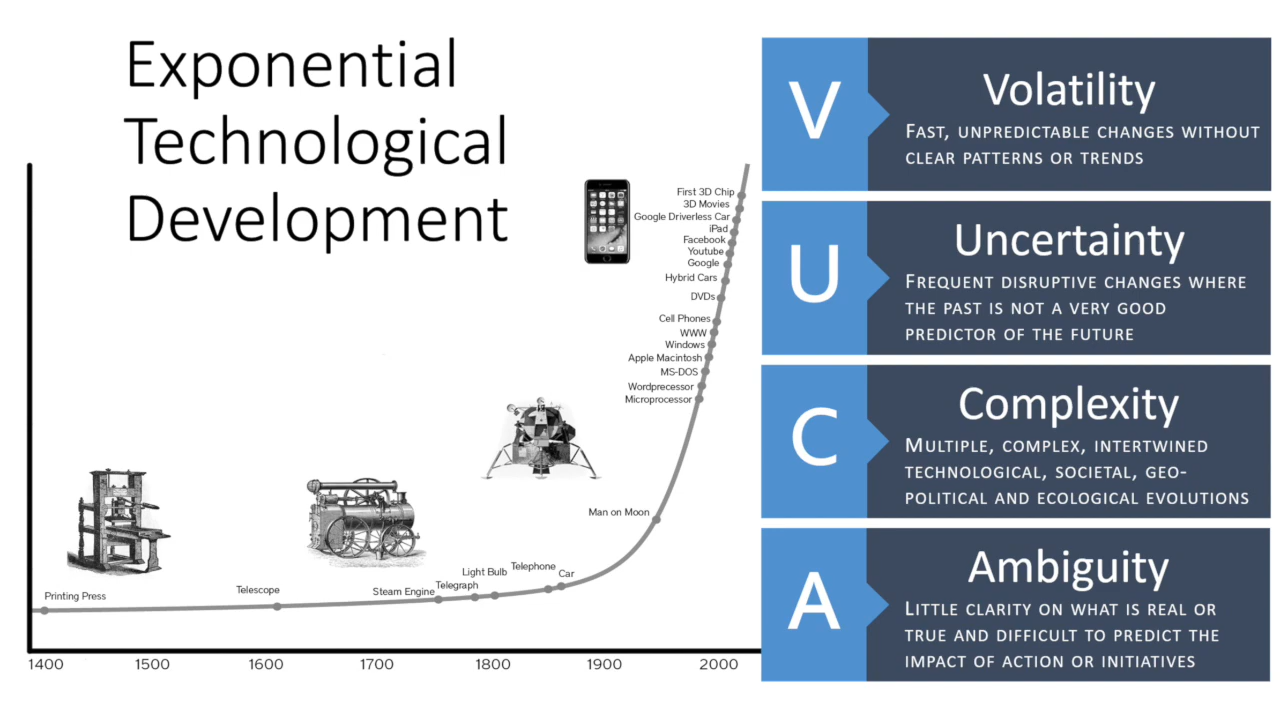 Exponential
Technological
Development
First 3D Chip
3D Movies
Google Driverless Car
iPad
Facebook
Youtube
Google
Hybrid Cars
DVDs
Cell Phones
WWW
Windows
Apple Macintosh
MS-DOS
Wordprecessor
Microprocessor
Man on Moon
Car
Telephone
Light Bulb
Telegraph
Steam Engine
Telescope
Printing Press
1400 1500 1600 1700 1800 1900 2000
V
Volatility
FAST, UNPREDICTABLE CHANGES WITHOUT
CLEAR PATTERNS OR TRENDS
U
Uncertainty
FREQUENT DISRUPTIVE CHANGES WHERE
THE PAST IS NOT A VERY GOOD
PREDICTOR OF THE FUTURE
C
Complexity
MULTIPLE, COMPLEX, INTERTWINED
TECHNOLOGICAL, SOCIETAL, GEO-
POLITICAL AND ECOLOGICAL EVOLUTIONS
A
Ambiguity
LITTLE CLARITY ON WHAT IS REAL OR
TRUE AND DIFFICULT TO PREDICT THE
IMPACT OF ACTION OR INITIATIVES